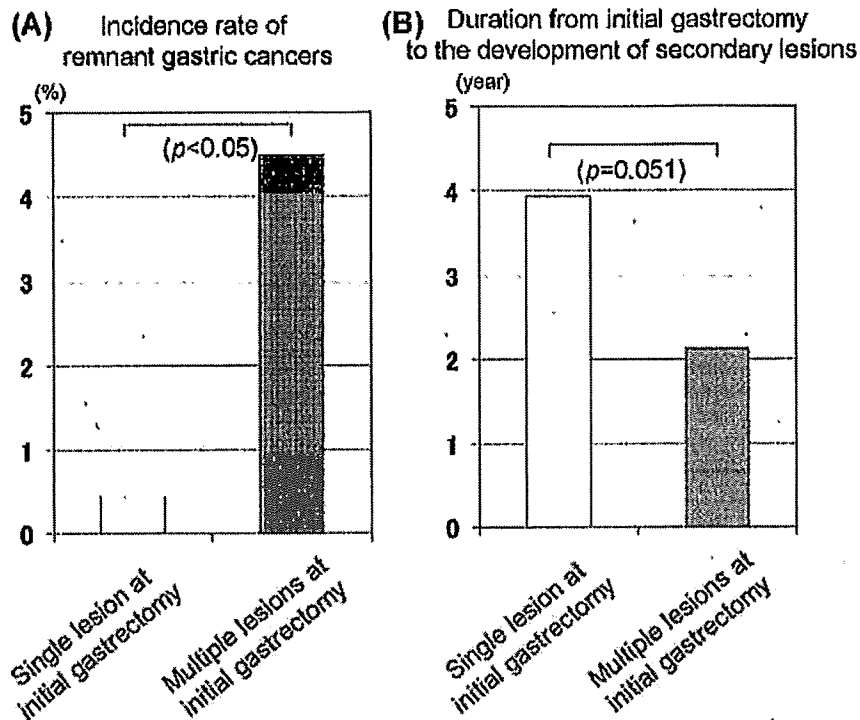 (A) Incidence rate of
remnant gastric cancers
(%)
5
4
3
2
1
0
(p<0.05)
Single lesion at
initial gastrectomy
Multiple lesions at
initial gastrectomy
(B) Duration from initial gastrectomy
to the development of secondary lesions
(year)
5
4
3
2
1
0
(p=0.051)
Single lesion at
initial gastrectomy
Multiple lesions at
initial gastrectomy